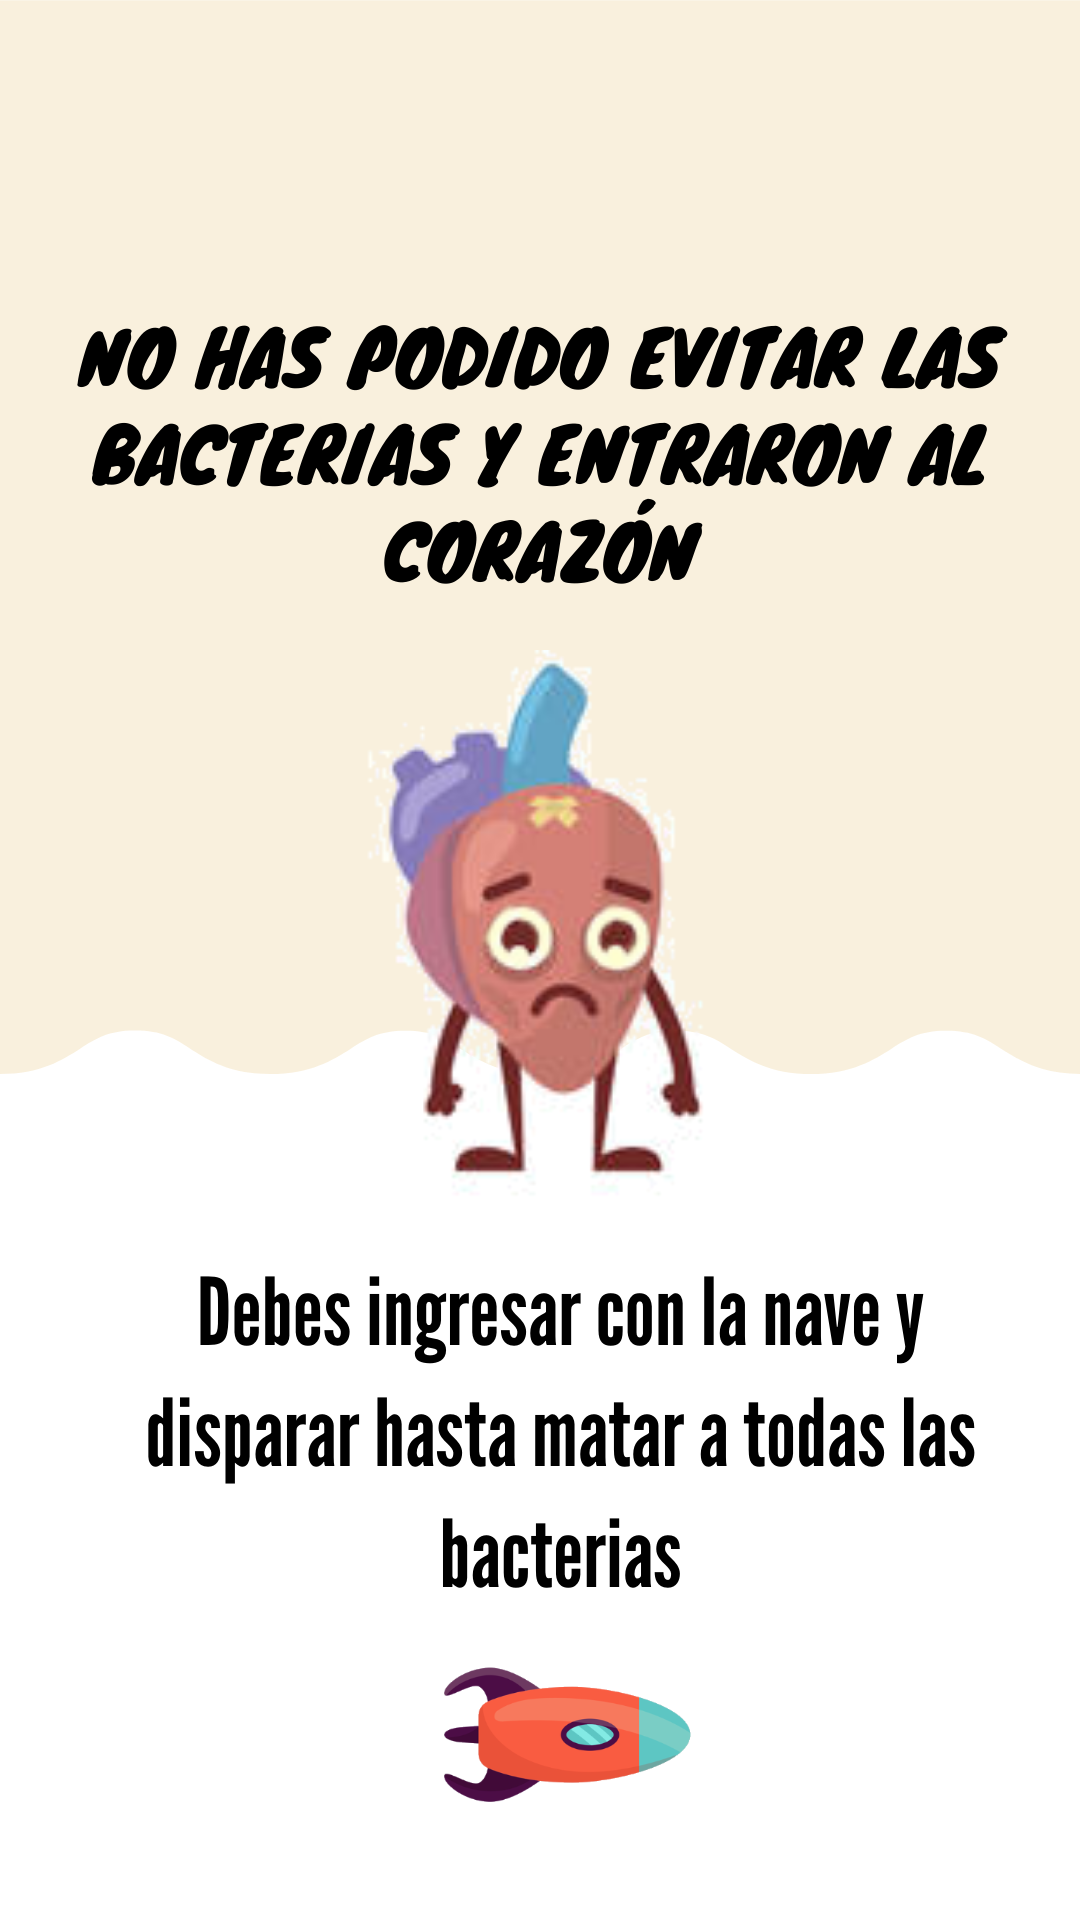 NO HAS PODIDO EVITAR LAS
BACTERIAS Y ENTRARON AL
CORAZÓN
Debes ingresar con la nave y
disparar hasta matar a todas las
bacterias